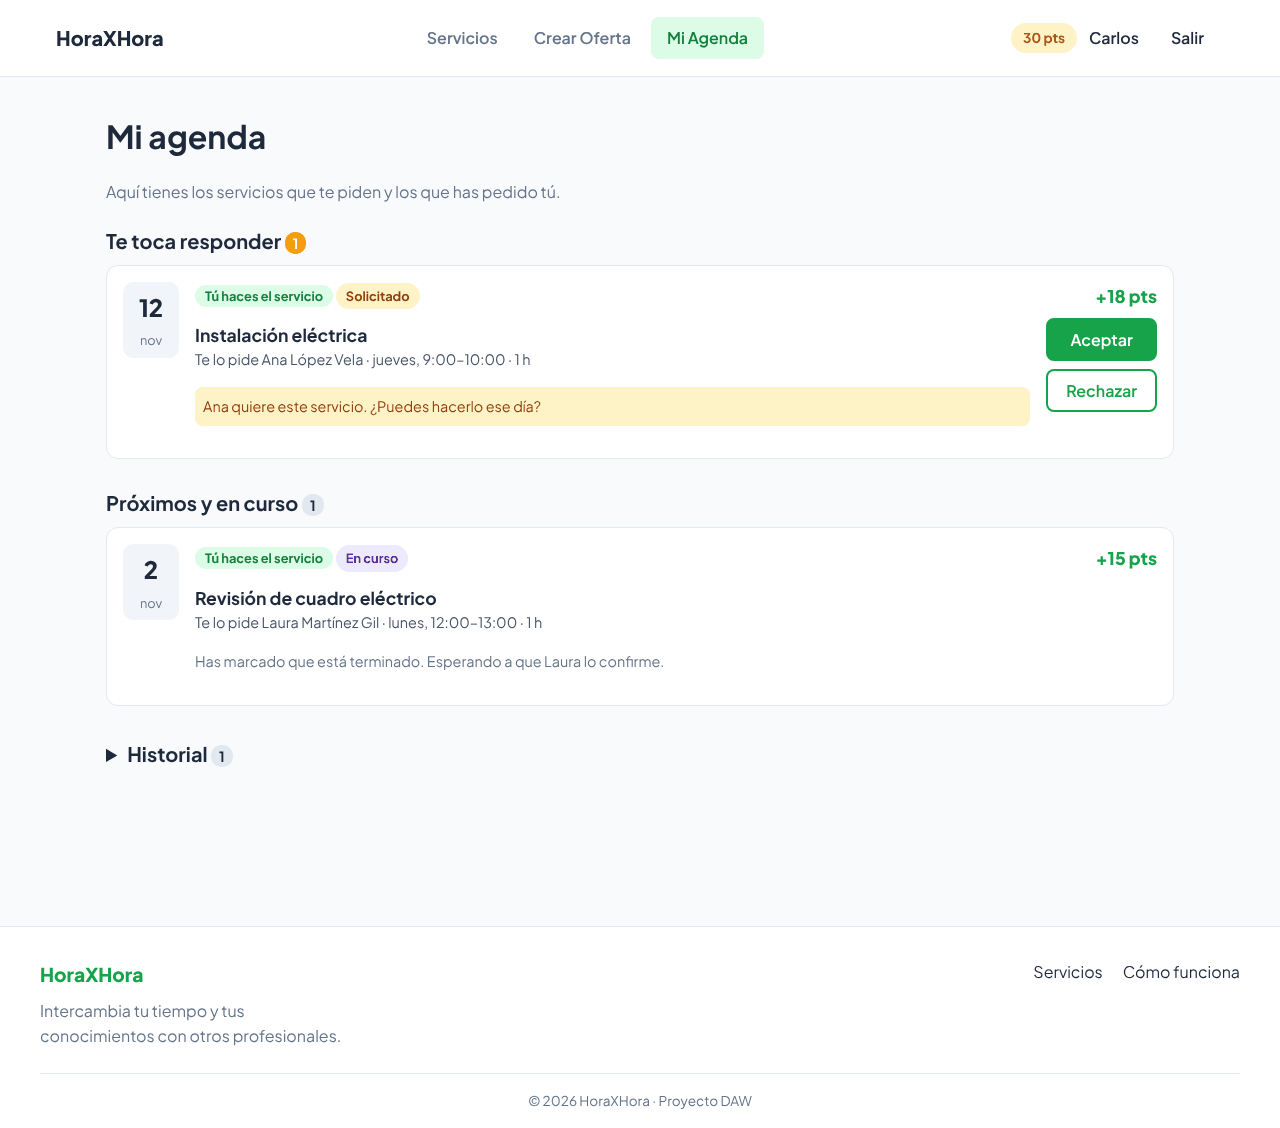 HoraXHora
Servicios
Crear Oferta
Mi Agenda
30 pts
Carlos
Salir
Mi agenda
Aquí tienes los servicios que te piden y los que has pedido tú.
Te toca responder 1
12
nov
Tú haces el servicio
Solicitado
Instalación eléctrica
Te lo pide Ana López Vela · jueves, 9:00–10:00 · 1 h
Ana quiere este servicio. ¿Puedes hacerlo ese día?
+18 pts
Aceptar
Rechazar
Próximos y en curso 1
2
nov
Tú haces el servicio
En curso
Revisión de cuadro eléctrico
Te lo pide Laura Martínez Gil · lunes, 12:00–13:00 · 1 h
Has marcado que está terminado. Esperando a que Laura lo confirme.
+15 pts
Historial 1
HoraXHora
Intercambia tu tiempo y tus
conocimientos con otros profesionales.
Servicios
Cómo funciona
© 2026 HoraXHora · Proyecto DAW